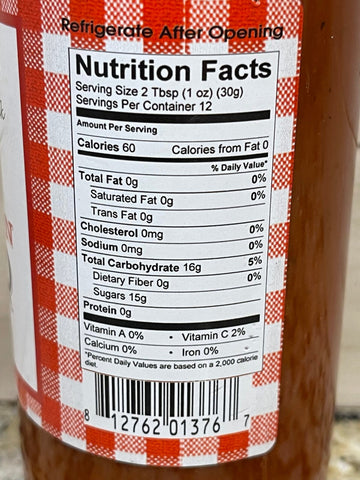 Refrigerate After Opening
Nutrition Facts
Serving Size 2 Tbsp (1 oz) (30g)
Servings Per Container 12
Amount Per Serving
Calories 60 Calories from Fat 0
% Daily Value*
Total Fat 0g 0%
Saturated Fat 0g 0%
Trans Fat 0g
Cholesterol 0mg 0%
Sodium 0mg 0%
Total Carbohydrate 16g 5%
Dietary Fiber 0g 0%
Sugars 15g
Protein 0g
Vitamin A 0% • Vitamin C 2%
Calcium 0% • Iron 0%
*Percent Daily Values are based on a 2,000 calorie
diet.
8 12762 01376 7